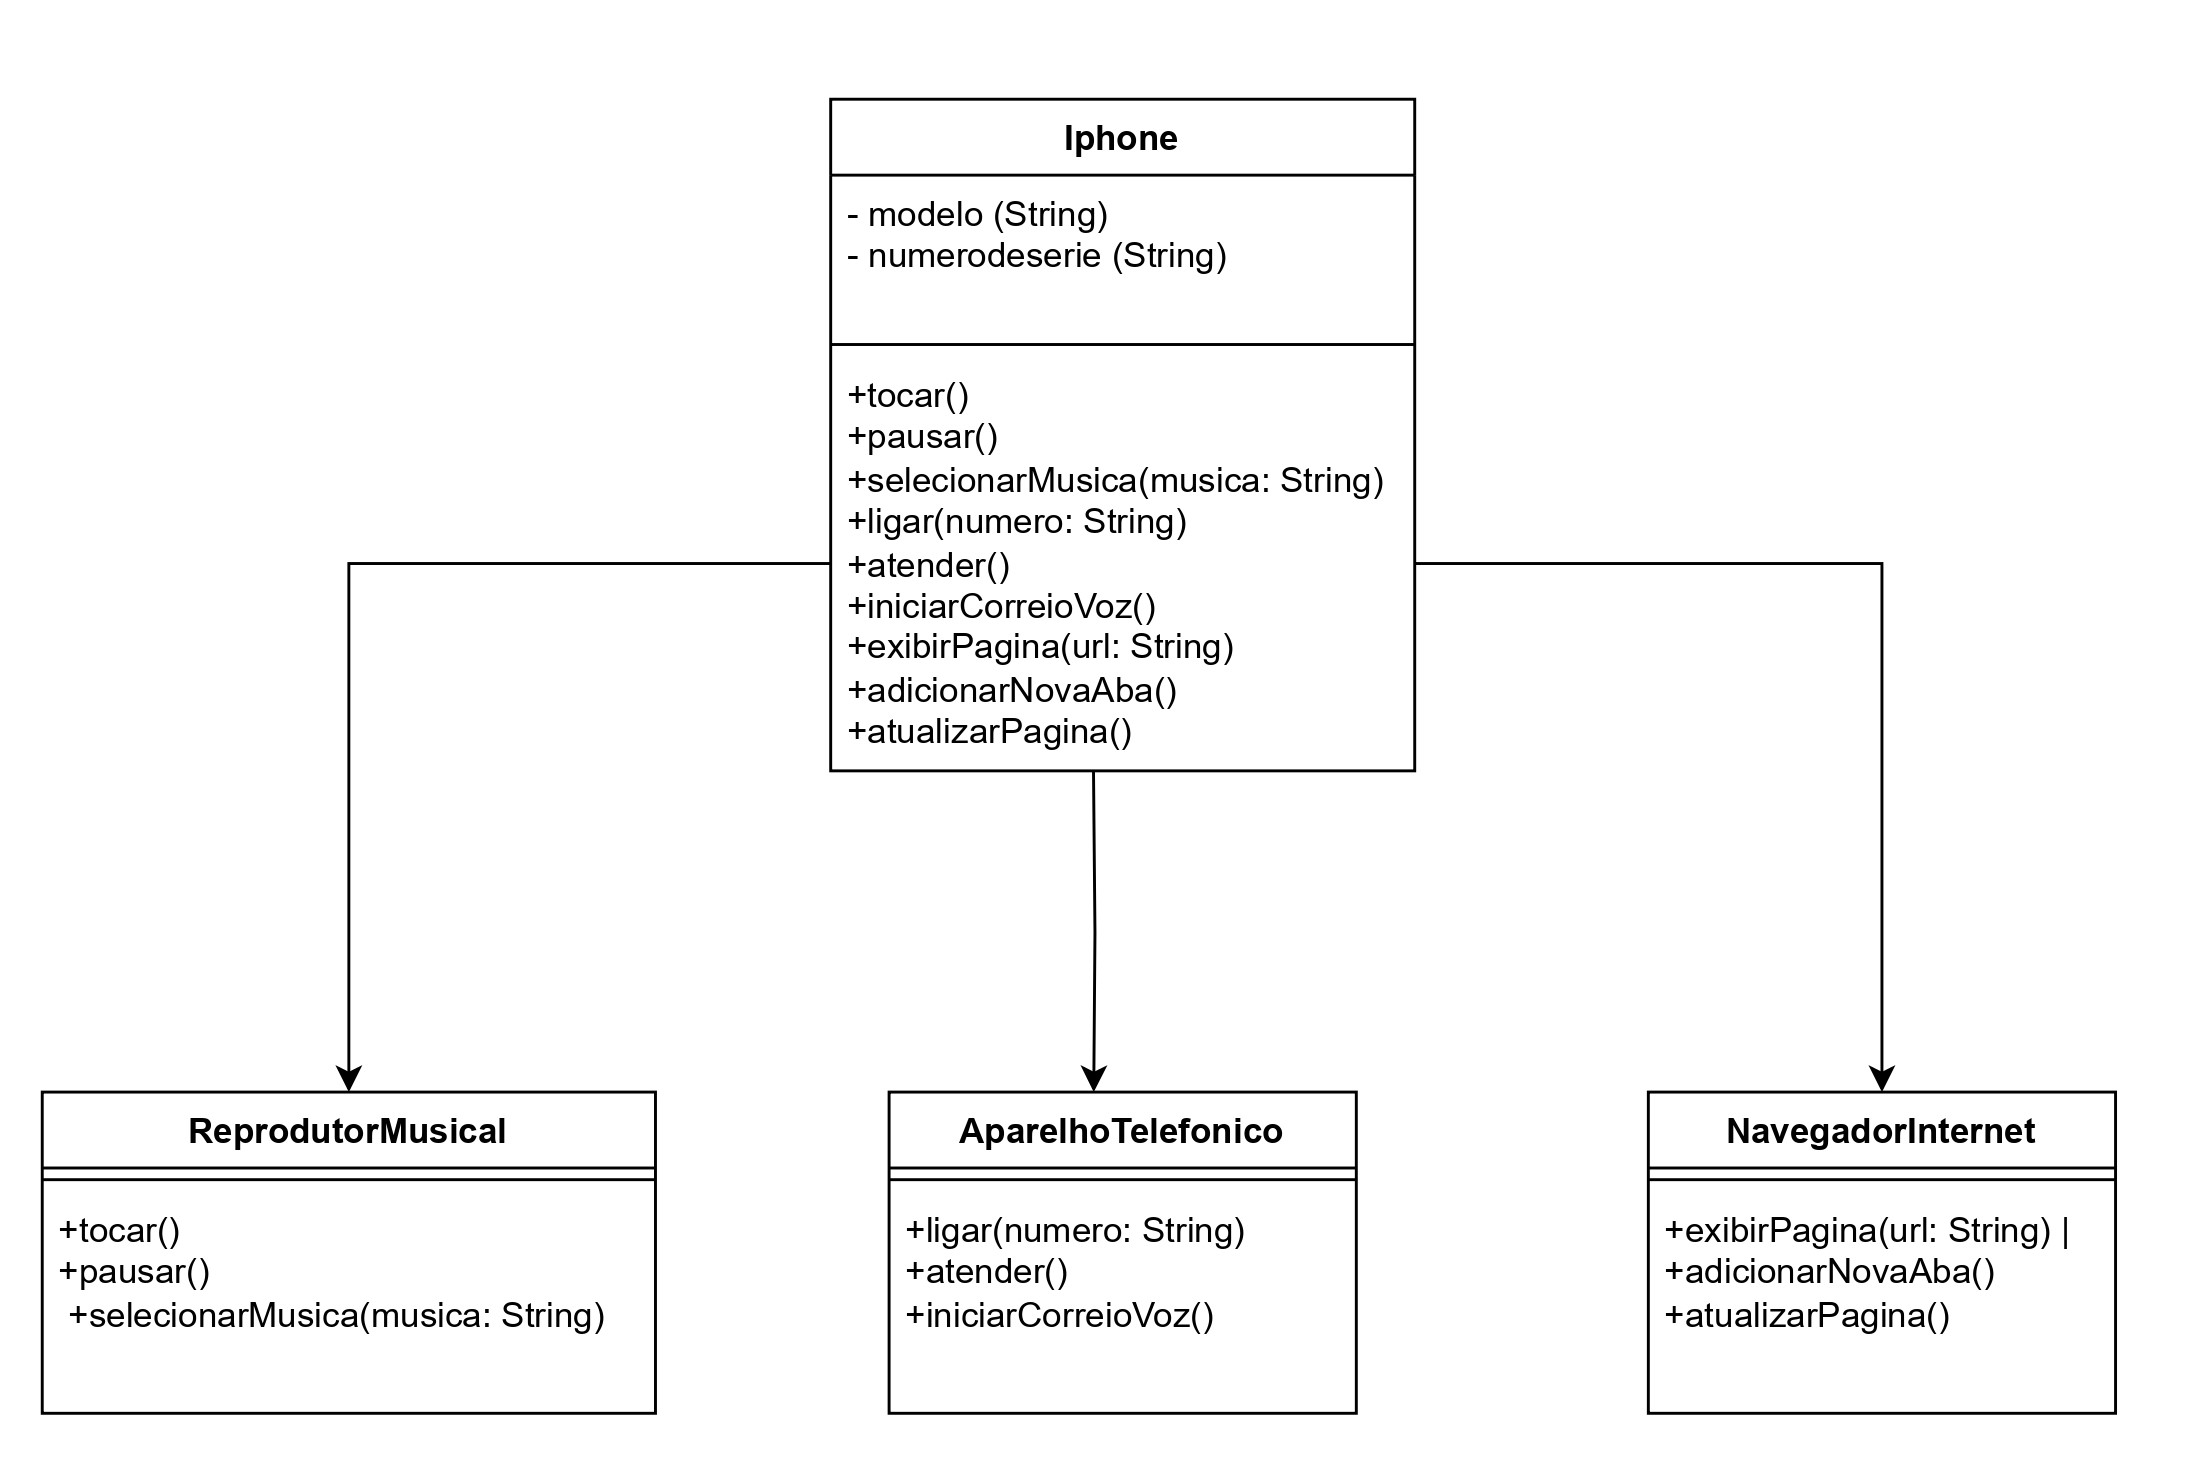 Iphone
- modelo (String)
- numerodeserie (String)
+tocar()
+pausar()
+selecionarMusica(musica: String)
+ligar(numero: String)
+atender()
+iniciarCorreioVoz()
+exibirPagina(url: String)
+adicionarNovaAba()
+atualizarPagina()
ReprodutorMusical
+tocar()
+pausar()
+selecionarMusica(musica: String)
AparelhoTelefonico
+ligar(numero: String)
+atender()
+iniciarCorreioVoz()
NavegadorInternet
+exibirPagina(url: String) |
+adicionarNovaAba()
+atualizarPagina()